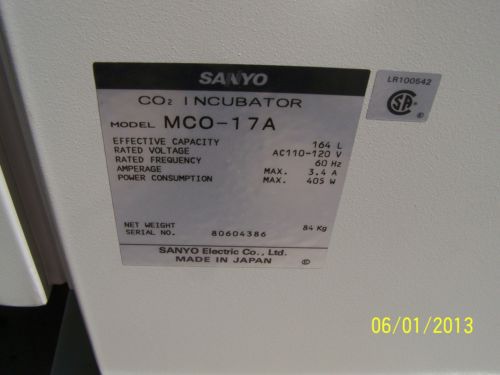 SANYO
CO₂ INCUBATOR
MODEL MCO-17A
EFFECTIVE CAPACITY 164 L
RATED VOLTAGE AC110-120 V
RATED FREQUENCY 60 Hz
AMPERAGE MAX. 3.4 A
POWER CONSUMPTION MAX. 405 W
NET WEIGHT 84 Kg
SERIAL NO. 80604386
SANYO Electric Co., Ltd.
MADE IN JAPAN ©
LR100542
SA
®
06/01/2013